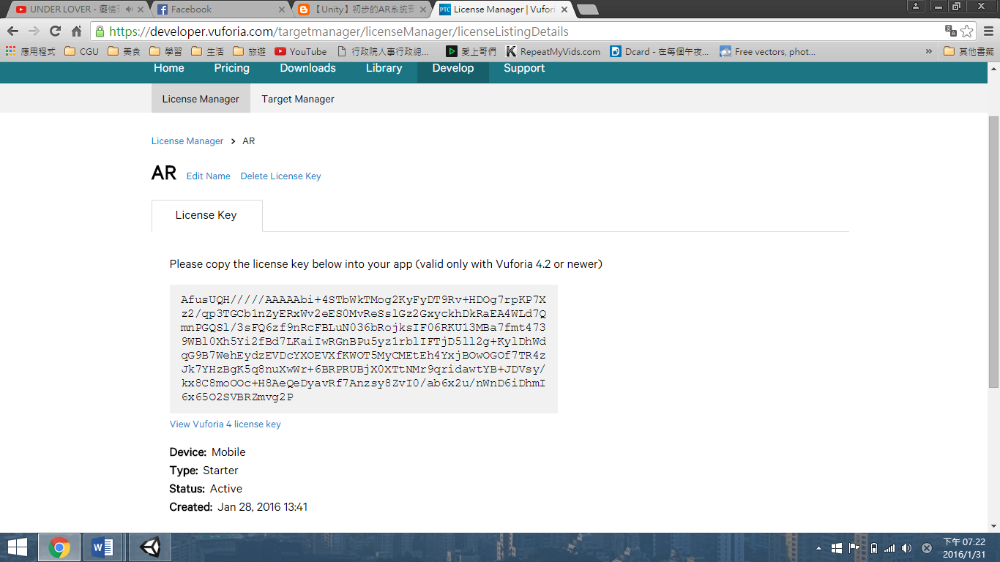 UNDER LOVER - 癡情
Facebook
【Unity】初步的AR系統
License Manager | Vufori
https://developer.vuforia.com/targetmanager/licenseManager/licenseListingDetails
應用程式 CGU 美食 學習 生活 旅遊 YouTube 行政院人事行政總... 愛上哥們 RepeatMyVids.com Dcard - 在每個午夜... Free vectors, phot... » 其他書籤
Home Pricing Downloads Library Develop Support
License Manager Target Manager
License Manager > AR
AR Edit Name Delete License Key
License Key
Please copy the license key below into your app (valid only with Vuforia 4.2 or newer)
AfusUQH/////AAAAAbi+4STbWkTMog2KyFyDT9Rv+HDOg7rpKP7X
z2/qp3TGCb1nZyERxWv2eES0MvReSslGz2GxyckhDkRaEA4WLd7Q
mnPGQSl/3sFQ6zf9nRcFBLuN036bRojksIF06RKU13MBa7fmt473
9WBl0Xh5Yi2fBd7LKaiIwRGnBPu5yz1rblIFTjD5ll2g+KylDhWd
qG9B7WehEydzEVDcYXOEVXfKWOT5MyCMEtEh4YxjBOwOGOf7TR4z
Jk7YHzBgK5q8nuXwWr+6BRPRUBjX0XTtNMr9qridawtYB+JDVsy/
kx8C8moOOc+H8AeQeDyavRf7Anzsy8ZvI0/ab6x2u/nWnD6iDhmI
6x65O2SVBRZmvg2P
View Vuforia 4 license key
Device: Mobile
Type: Starter
Status: Active
Created: Jan 28, 2016 13:41
下午 07:22
2016/1/31